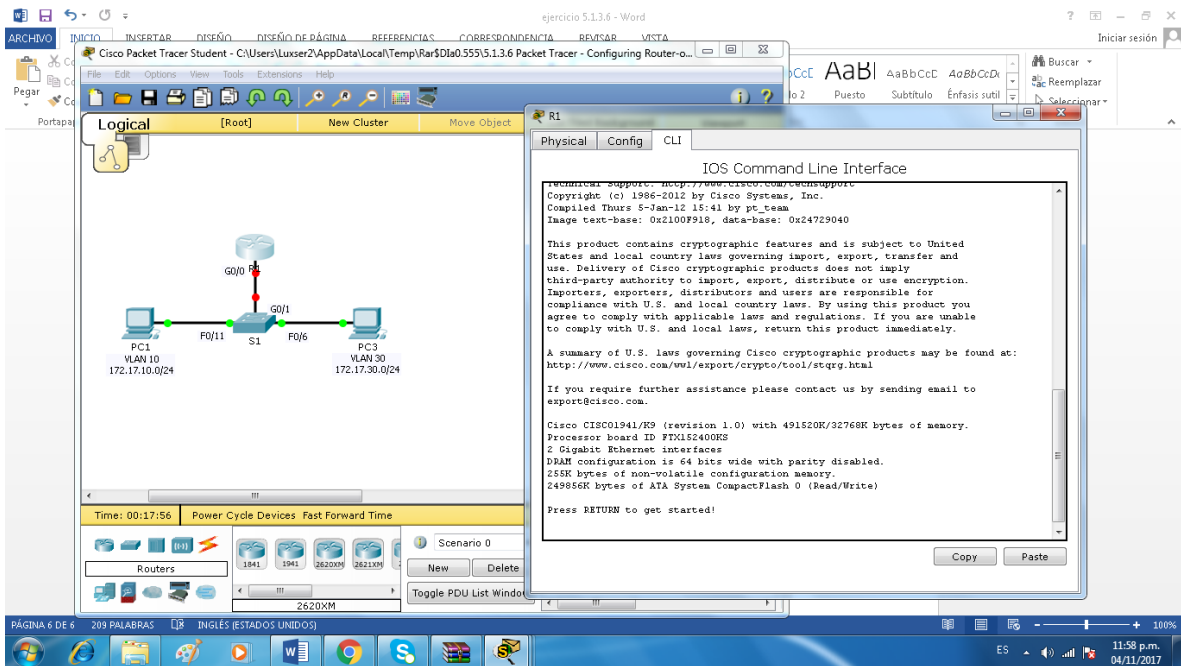 ejercicio 5.1.3.6 - Word
ARCHIVO INICIO INSERTAR DISEÑO DISEÑO DE PÁGINA REFERENCIAS CORRESPONDENCIA REVISAR VISTA Iniciar sesión
Pegar
Portapa
AaBbCcD AaBbCcDc
Puesto Subtítulo Énfasis sutil
Buscar
Reemplazar
Seleccionar
Cisco Packet Tracer Student - C:\Users\Luxser2\AppData\Local\Temp\Rar$DIa0.555\5.1.3.6 Packet Tracer - Configuring Router-o...
File Edit Options View Tools Extensions Help
Logical [Root] New Cluster Move Object
G0/0 R1
G0/1
F0/11 S1 F0/6
PC1
VLAN 10
172.17.10.0/24
PC3
VLAN 30
172.17.30.0/24
Time: 00:17:56 Power Cycle Devices Fast Forward Time
Routers
1841 1941 2620XM 2621XM
2620XM
Scenario 0
New Delete
Toggle PDU List Windo
R1
Physical Config CLI
IOS Command Line Interface
Technical Support: http://www.cisco.com/techsupport
Copyright (c) 1986-2012 by Cisco Systems, Inc.
Compiled Thurs 5-Jan-12 15:41 by pt_team
Image text-base: 0x2100F918, data-base: 0x24729040
This product contains cryptographic features and is subject to United
States and local country laws governing import, export, transfer and
use. Delivery of Cisco cryptographic products does not imply
third-party authority to import, export, distribute or use encryption.
Importers, exporters, distributors and users are responsible for
compliance with U.S. and local country laws. By using this product you
agree to comply with applicable laws and regulations. If you are unable
to comply with U.S. and local laws, return this product immediately.
A summary of U.S. laws governing Cisco cryptographic products may be found at:
http://www.cisco.com/wwl/export/crypto/tool/stqrg.html
If you require further assistance please contact us by sending email to
export@cisco.com.
Cisco CISCO1941/K9 (revision 1.0) with 491520K/32768K bytes of memory.
Processor board ID FTX152400KS
2 Gigabit Ethernet interfaces
DRAM configuration is 64 bits wide with parity disabled.
255K bytes of non-volatile configuration memory.
249856K bytes of ATA System CompactFlash 0 (Read/Write)
Press RETURN to get started!
Copy Paste
PÁGINA 6 DE 6 209 PALABRAS INGLÉS (ESTADOS UNIDOS) 100%
ES 11:58 p.m.
04/11/2017